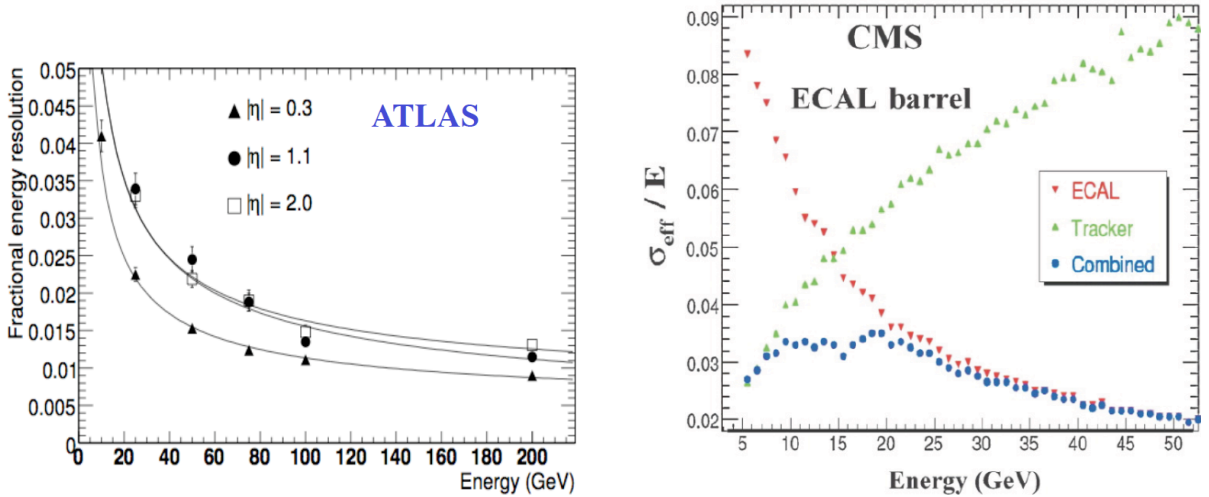 Fractional energy resolution
0.05
0.045
0.04
0.035
0.03
0.025
0.02
0.015
0.01
0.005
0
|η| = 0.3
|η| = 1.1
|η| = 2.0
ATLAS
0 20 40 60 80 100 120 140 160 180 200
Energy (GeV)
σeff / E
0.09
0.08
0.07
0.06
0.05
0.04
0.03
0.02
CMS
ECAL barrel
ECAL
Tracker
Combined
5 10 15 20 25 30 35 40 45 50
Energy (GeV)